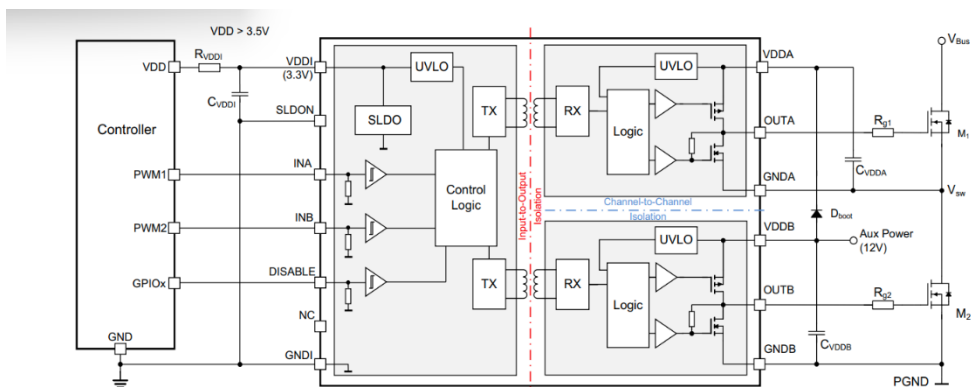 VDD > 3.5V
Controller
VDD
RVDDI
CVDDI
PWM1
PWM2
GPIOx
GND
VDDI
(3.3V)
SLDON
INA
INB
DISABLE
NC
GNDI
UVLO
SLDO
TX
Control
Logic
TX
Input-to-Output
Isolation
RX
UVLO
Logic
VDDA
OUTA
GNDA
Channel-to-Channel
Isolation
RX
UVLO
Logic
VDDB
OUTB
GNDB
VBus
Rg1
M1
CVDDA
Vsw
Dboot
Aux Power
(12V)
Rg2
M2
CVDDB
PGND